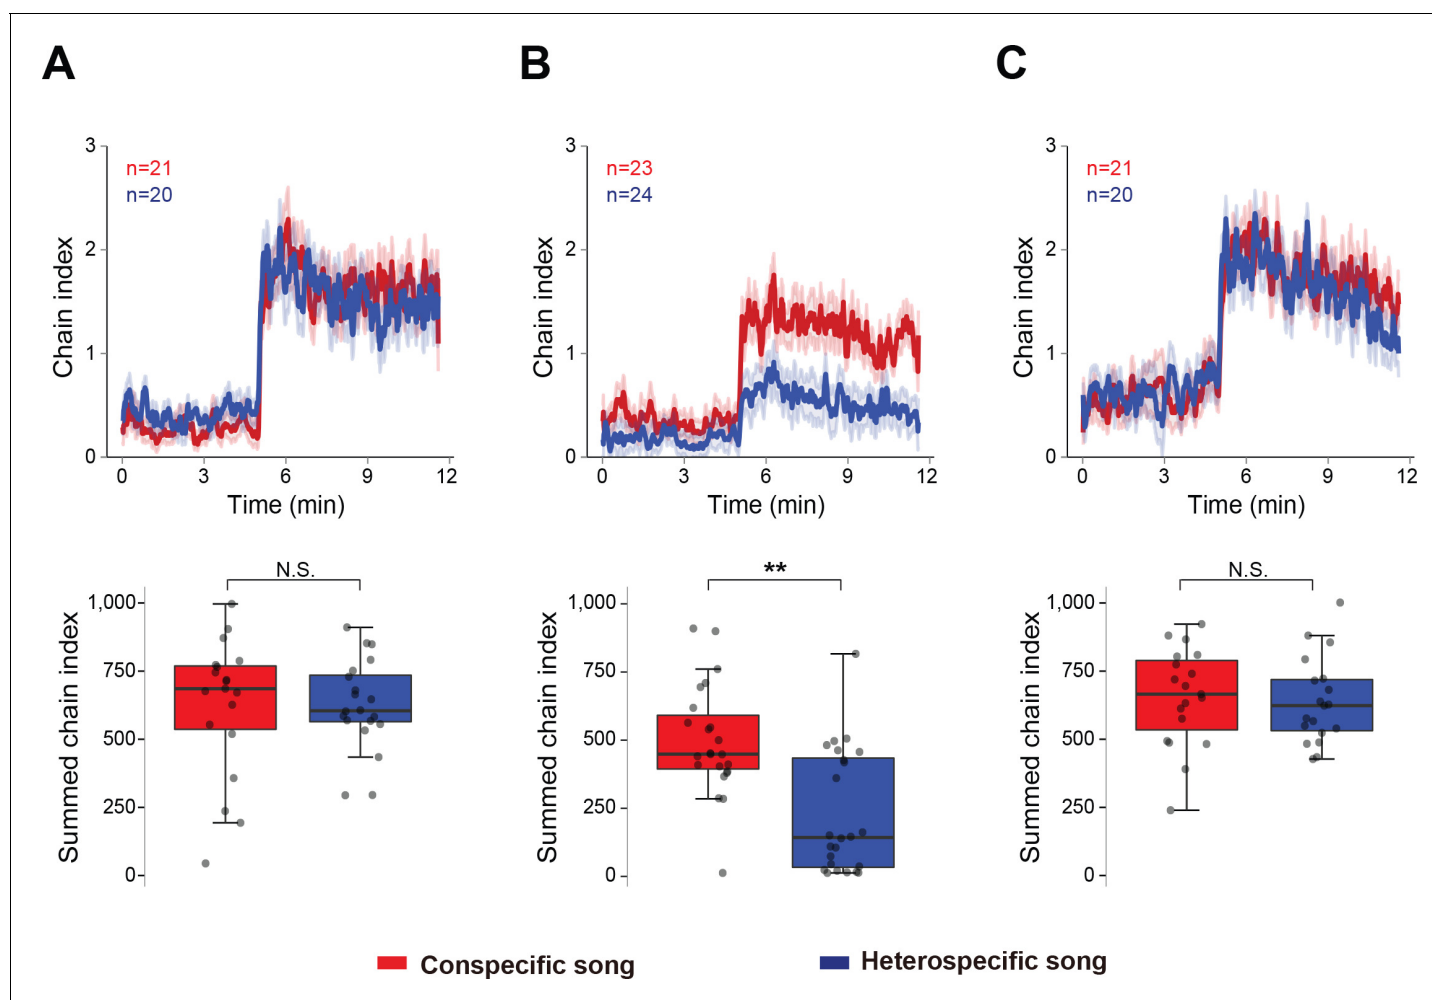 A
B
C
3
2
1
0
Chain index
n=21
n=20
0
3
6
9
12
Time (min)
3
2
1
0
Chain index
n=23
n=24
0
3
6
9
12
Time (min)
3
2
1
0
Chain index
n=21
n=20
0
3
6
9
12
Time (min)
N.S.
1,000
750
500
250
0
Summed chain index
**
1,000
750
500
250
0
Summed chain index
N.S.
1,000
750
500
250
0
Summed chain index
Conspecific song
Heterospecific song